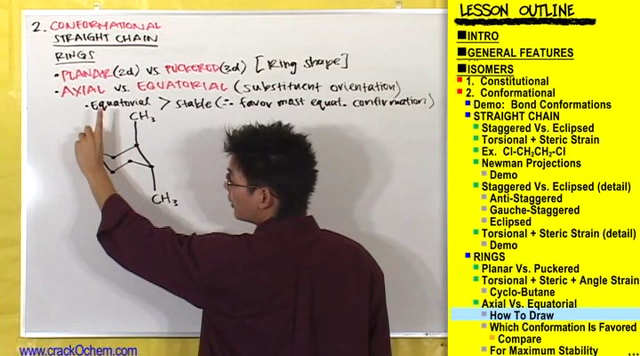 2. CONFORMATIONAL
STRAIGHT CHAIN
RINGS
• PLANAR (2d) vs PUCKERED (3d) [Ring shape]
• AXIAL vs. EQUATORIAL (substituent orientation)
• Equatorial > stable (∴ favor most equat. confirmation)
CH3
CH3
www.crackOchem.com
LESSON OUTLINE
INTRO
GENERAL FEATURES
ISOMERS
1. Constitutional
2. Conformational
Demo: Bond Conformations
STRAIGHT CHAIN
Staggered Vs. Eclipsed
Torsional + Steric Strain
Ex. Cl-CH2CH2-Cl
Newman Projections
Demo
Staggered Vs. Eclipsed (detail)
Anti-Staggered
Gauche-Staggered
Eclipsed
Torsional + Steric Strain (detail)
Demo
RINGS
Planar Vs. Puckered
Torsional + Steric + Angle Strain
Cyclo-Butane
Axial Vs. Equatorial
How To Draw
Which Conformation Is Favored
Compare
For Maximum Stability